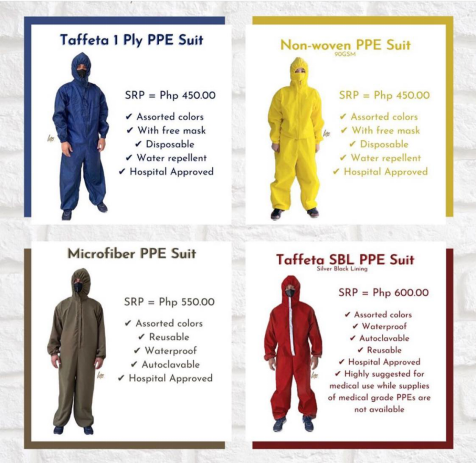 Taffeta 1 Ply PPE Suit
SRP = Php 450.00
✔ Assorted colors
✔ With free mask
✔ Disposable
✔ Water repellent
✔ Hospital Approved
Non-woven PPE Suit
90GSM
SRP = Php 450.00
✔ Assorted colors
✔ With free mask
✔ Disposable
✔ Water repellent
✔ Hospital Approved
Microfiber PPE Suit
SRP = Php 550.00
✔ Assorted colors
✔ Reusable
✔ Waterproof
✔ Autoclavable
✔ Hospital Approved
Taffeta SBL PPE Suit
Silver Black Lining
SRP = Php 600.00
✔ Assorted colors
✔ Waterproof
✔ Autoclavable
✔ Reusable
✔ Hospital Approved
✔ Highly suggested for
medical use while supplies
of medical grade PPEs are
not available